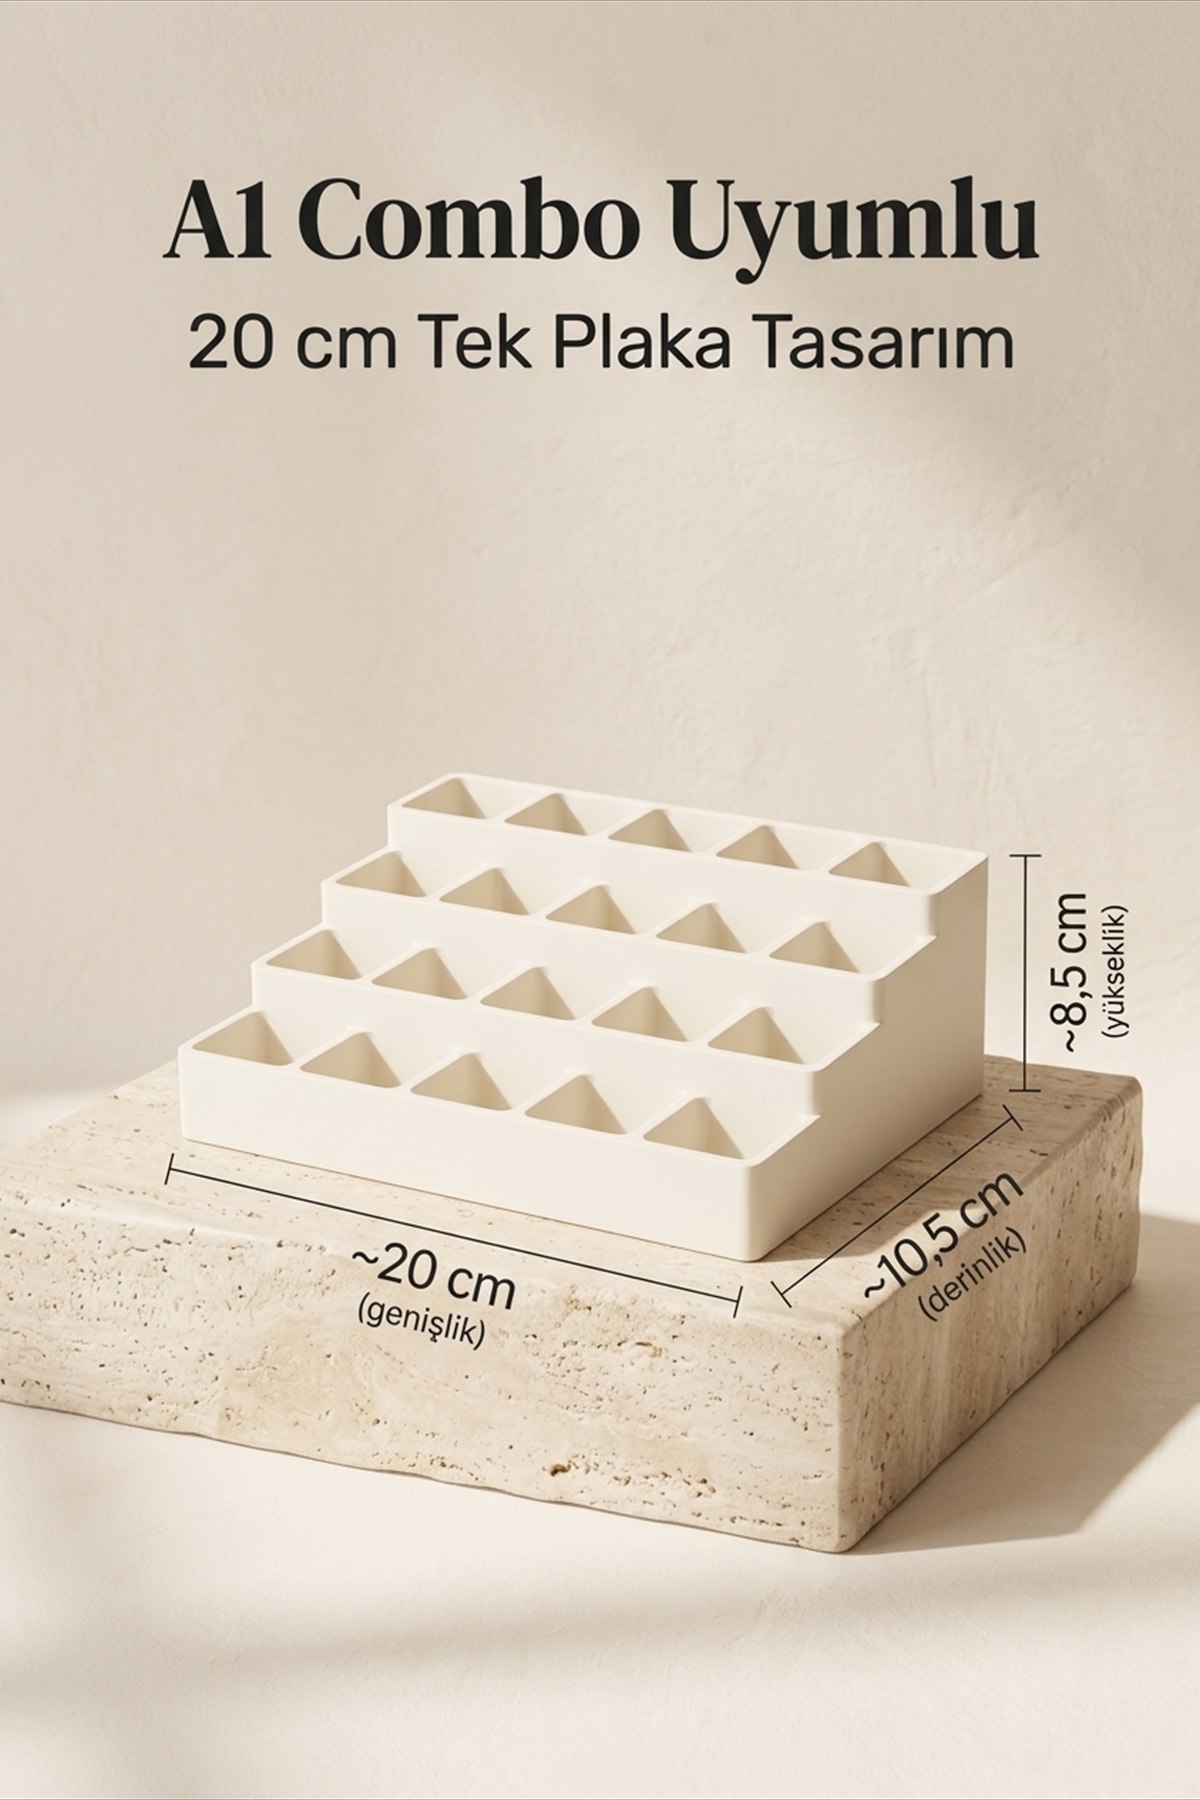 A1 Combo Uyumlu
20 cm Tek Plaka Tasarım
~8,5 cm
(yükseklik)
~20 cm
(genişlik)
~10,5 cm
(derinlik)